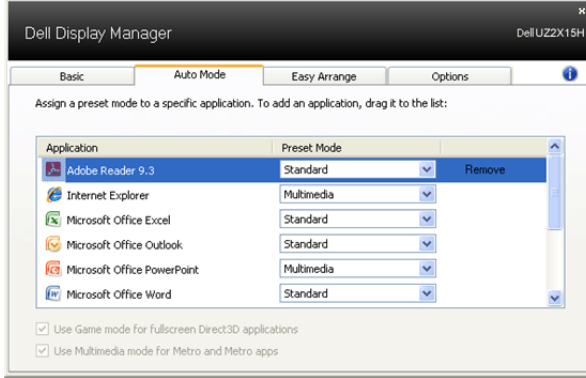 Dell Display Manager
Dell UZ2X15H
Basic
Auto Mode
Easy Arrange
Options
Assign a preset mode to a specific application. To add an application, drag it to the list:
Application
Preset Mode
Adobe Reader 9.3
Standard
Remove
Internet Explorer
Multimedia
Microsoft Office Excel
Standard
Microsoft Office Outlook
Standard
Microsoft Office PowerPoint
Multimedia
Microsoft Office Word
Standard
Use Game mode for fullscreen Direct3D applications
Use Multimedia mode for Metro and Metro apps